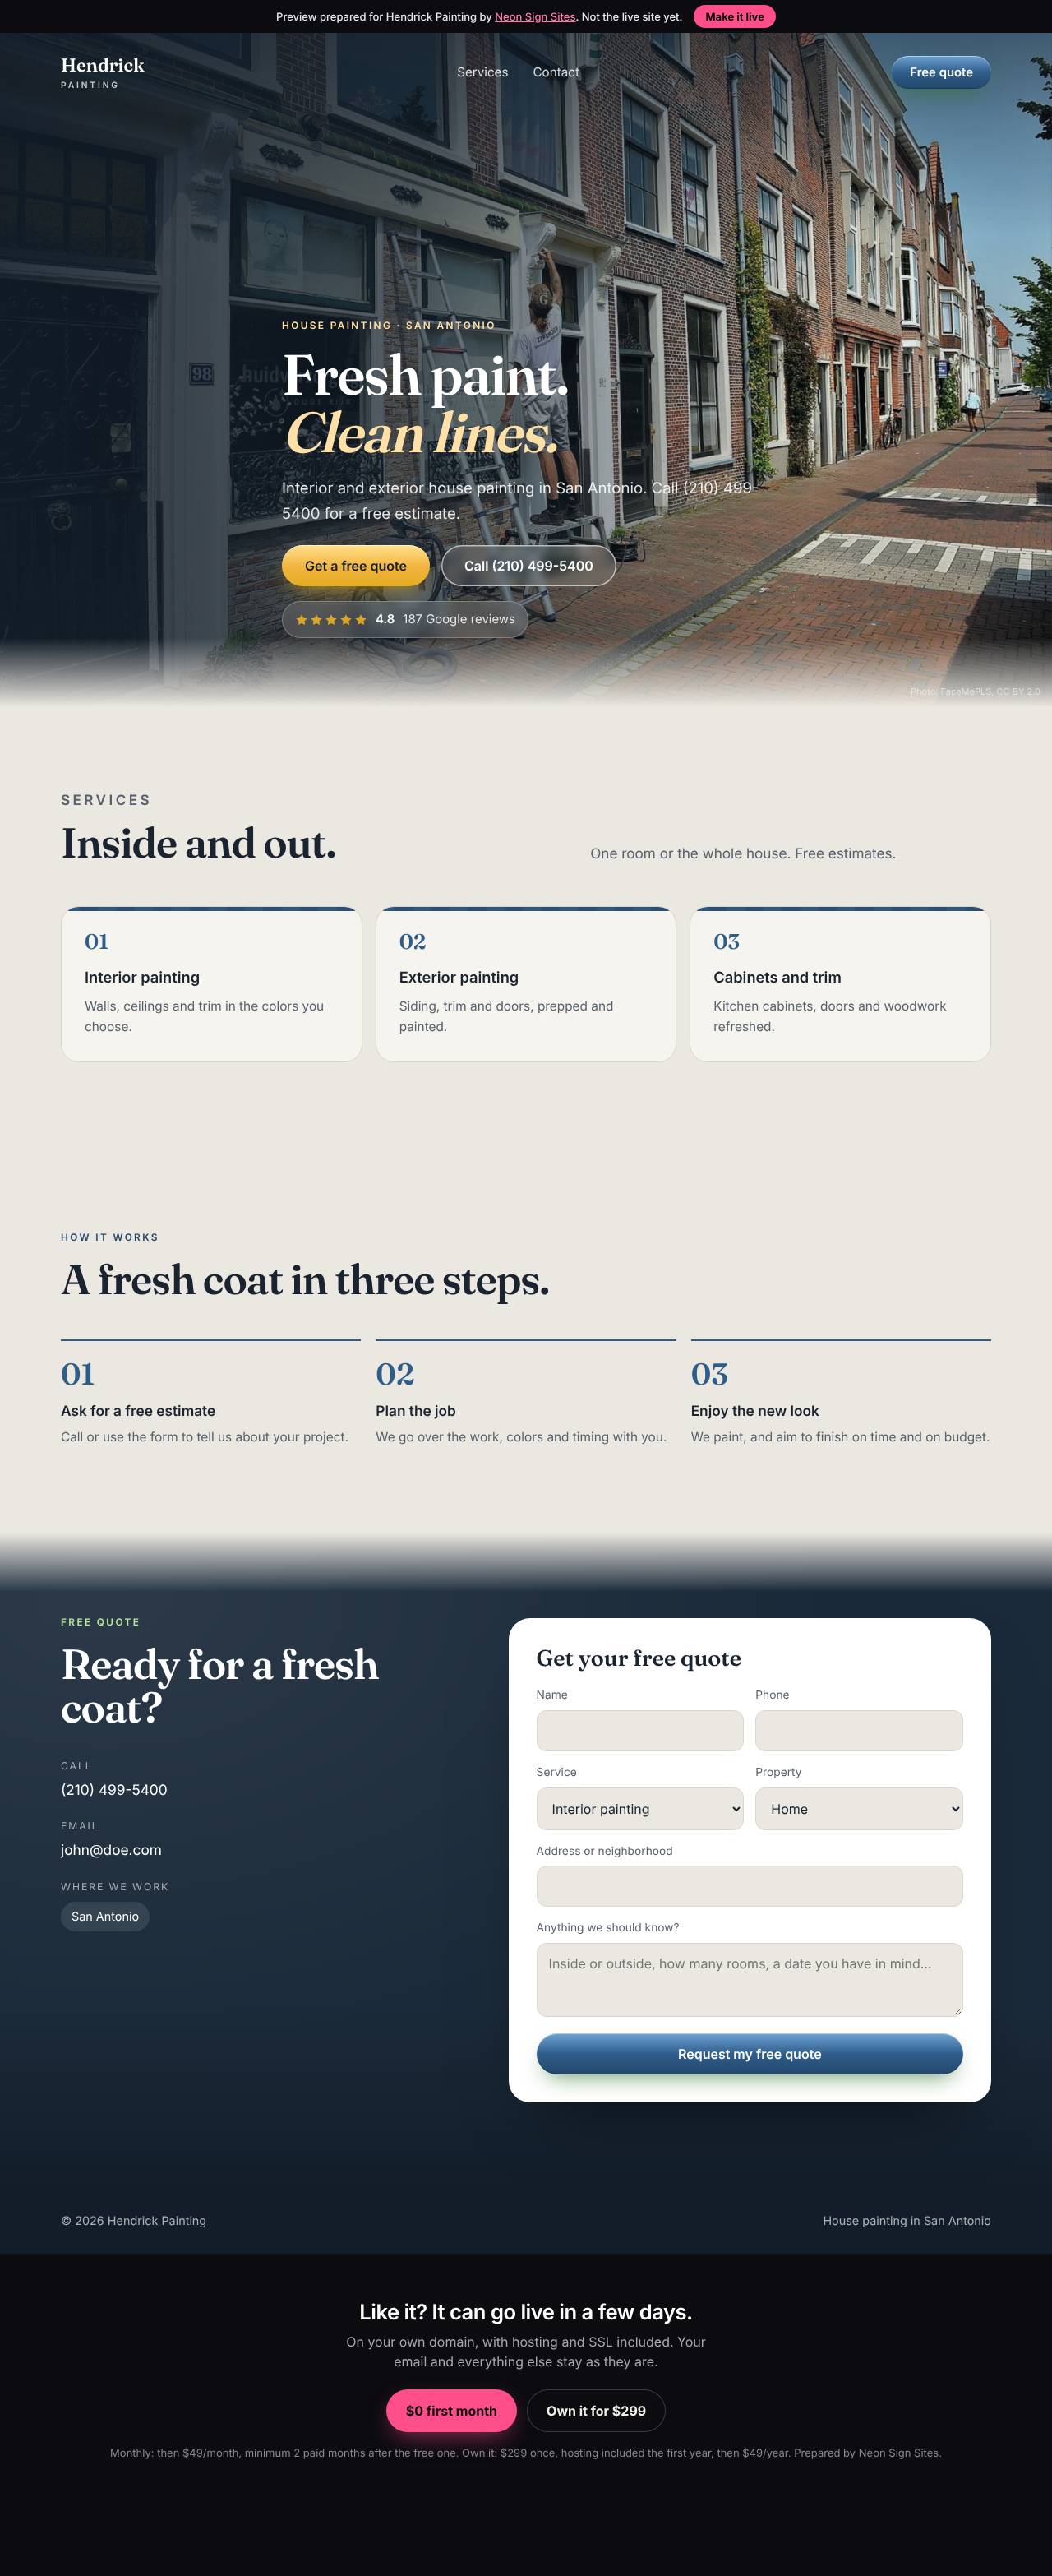 Preview prepared for Hendrick Painting by Neon Sign Sites. Not the live site yet. Make it live
Hendrick
PAINTING
Services Contact
Free quote
98
huidv
HOUSE PAINTING · SAN ANTONIO
Fresh paint.
Clean lines.
Interior and exterior house painting in San Antonio. Call (210) 499-
5400 for a free estimate.
Get a free quote Call (210) 499-5400
4.8 187 Google reviews
Photo: FaceMePLS, CC BY 2.0
SERVICES
Inside and out.
One room or the whole house. Free estimates.
01
Interior painting
Walls, ceilings and trim in the colors you
choose.
02
Exterior painting
Siding, trim and doors, prepped and
painted.
03
Cabinets and trim
Kitchen cabinets, doors and woodwork
refreshed.
HOW IT WORKS
A fresh coat in three steps.
01
Ask for a free estimate
Call or use the form to tell us about your project.
02
Plan the job
We go over the work, colors and timing with you.
03
Enjoy the new look
We paint, and aim to finish on time and on budget.
FREE QUOTE
Ready for a fresh
coat?
CALL
(210) 499-5400
EMAIL
john@doe.com
WHERE WE WORK
San Antonio
Get your free quote
Name Phone
Service Property
Interior painting Home
Address or neighborhood
Anything we should know?
Inside or outside, how many rooms, a date you have in mind...
Request my free quote
© 2026 Hendrick Painting
House painting in San Antonio
Like it? It can go live in a few days.
On your own domain, with hosting and SSL included. Your
email and everything else stay as they are.
$0 first month Own it for $299
Monthly: then $49/month, minimum 2 paid months after the free one. Own it: $299 once, hosting included the first year, then $49/year. Prepared by Neon Sign Sites.